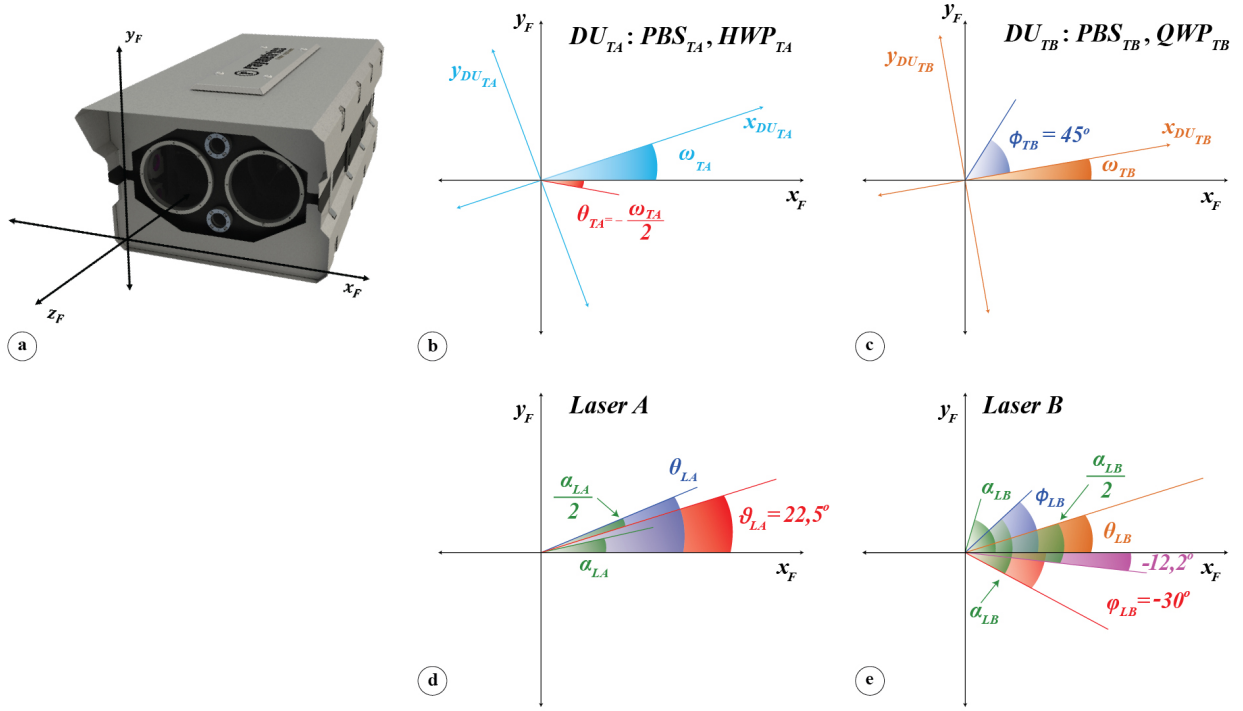 y_F
x_F
z_F
a
y_F
DU_TA : PBS_TA , HWP_TA
y_DU_TA
x_DU_TA
ω_TA
x_F
θ_TA = - ω_TA / 2
b
y_F
DU_TB : PBS_TB , QWP_TB
y_DU_TB
ϕ_TB = 45°
x_DU_TB
ω_TB
x_F
c
y_F
Laser A
θ_LA
α_LA / 2
ϑ_LA = 22,5°
α_LA
x_F
d
y_F
Laser B
α_LB / 2
α_LB
ϕ_LB
θ_LB
-12,2°
x_F
α_LB
φ_LB = -30°
e